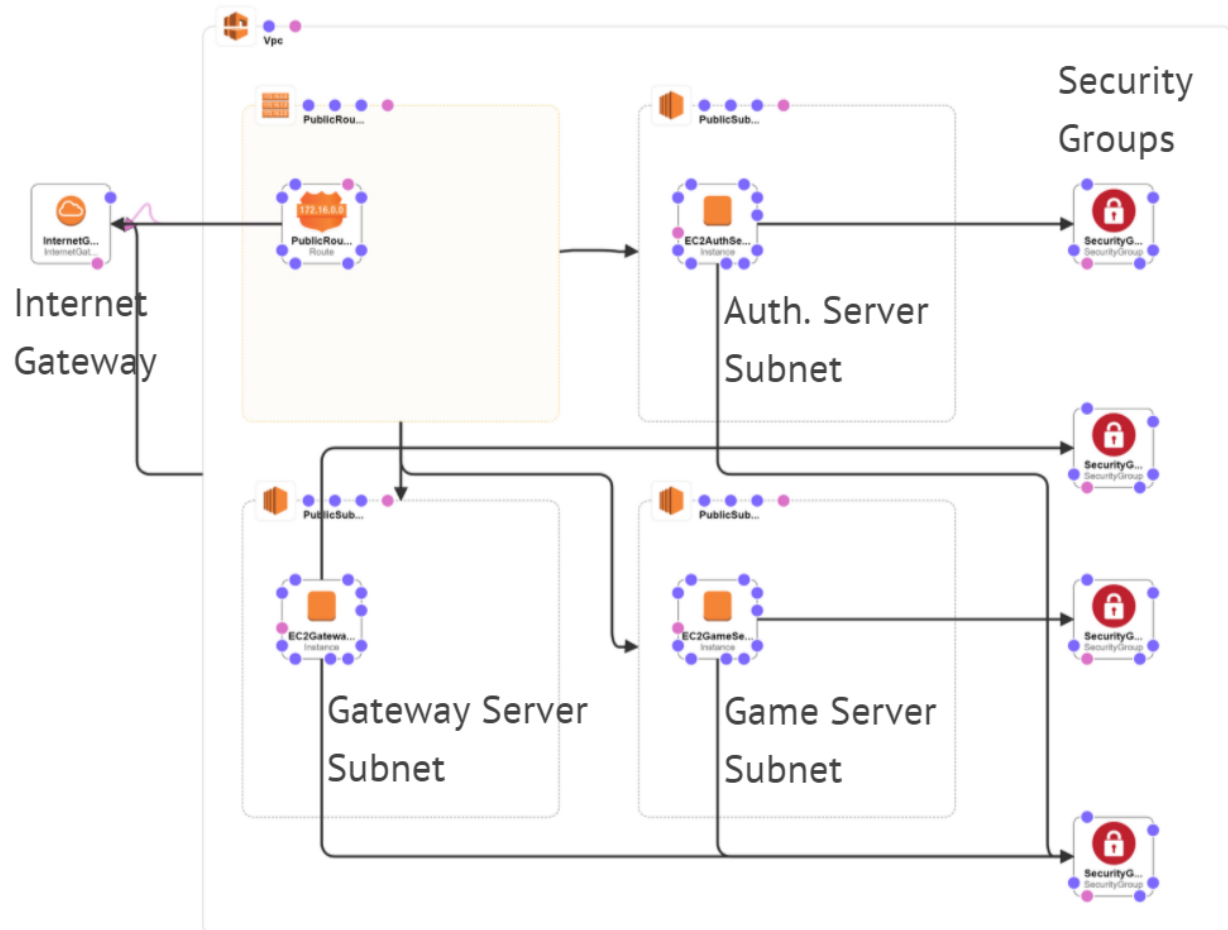 Vpc
Security
Groups
PublicRou...
PublicSub...
172.16.0.0
InternetG...
InternetGat...
PublicRou...
Route
EC2AuthSe...
Instance
SecurityG...
SecurityGroup
Internet
Gateway
Auth. Server
Subnet
SecurityG...
SecurityGroup
PublicSub...
PublicSub...
EC2Gatewa...
Instance
EC2GameSe...
Instance
SecurityG...
SecurityGroup
Gateway Server
Subnet
Game Server
Subnet
SecurityG...
SecurityGroup